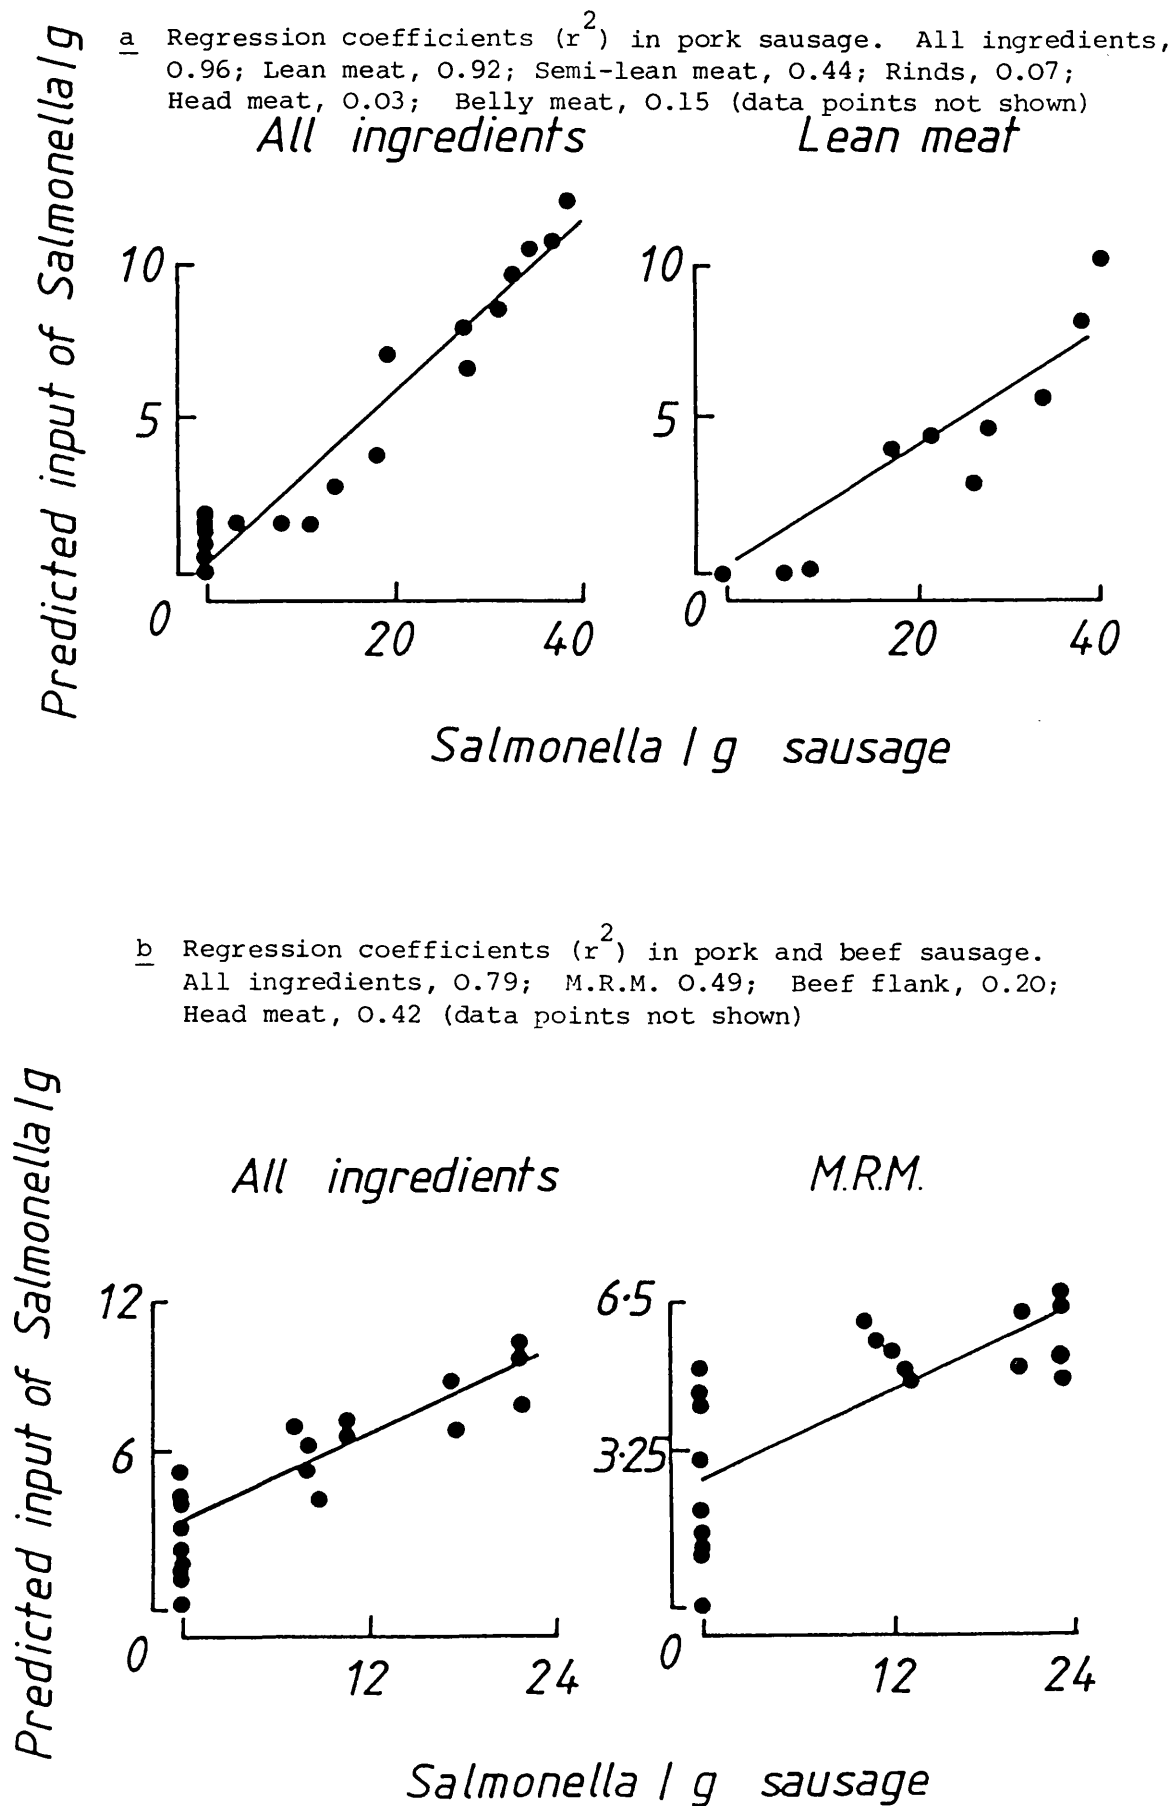 a Regression coefficients (r²) in pork sausage. All ingredients,
0.96; Lean meat, 0.92; Semi-lean meat, 0.44; Rinds, 0.07;
Head meat, 0.03; Belly meat, 0.15 (data points not shown)
All ingredients
Lean meat
Predicted input of Salmonella/g
10
5
0
20
40
10
5
0
20
40
Salmonella/g sausage
b Regression coefficients (r²) in pork and beef sausage.
All ingredients, 0.79; M.R.M. 0.49; Beef flank, 0.20;
Head meat, 0.42 (data points not shown)
All ingredients
M.R.M.
Predicted input of Salmonella/g
12
6
0
12
24
6·5
3·25
0
12
24
Salmonella/g sausage